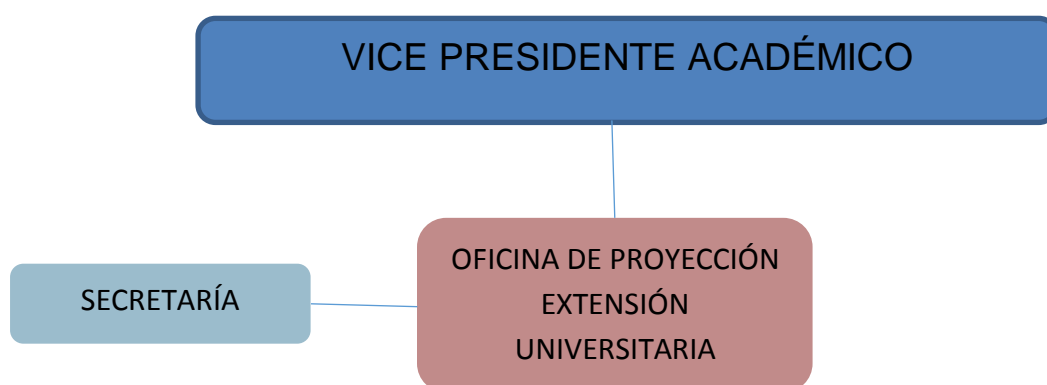 VICE PRESIDENTE ACADÉMICO
OFICINA DE PROYECCIÓN
EXTENSIÓN
UNIVERSITARIA
SECRETARÍA